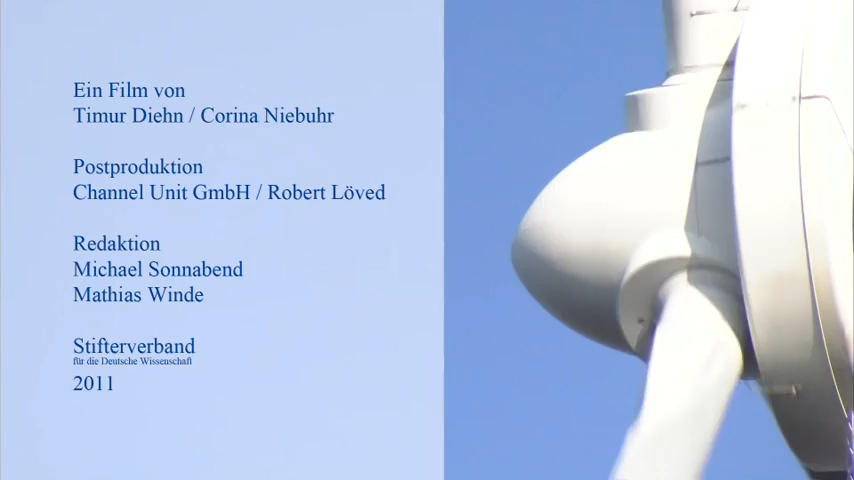 Ein Film von
Timur Diehn / Corina Niebuhr
Postproduktion
Channel Unit GmbH / Robert Löved
Redaktion
Michael Sonnabend
Mathias Winde
Stifterverband
für die Deutsche Wissenschaft
2011